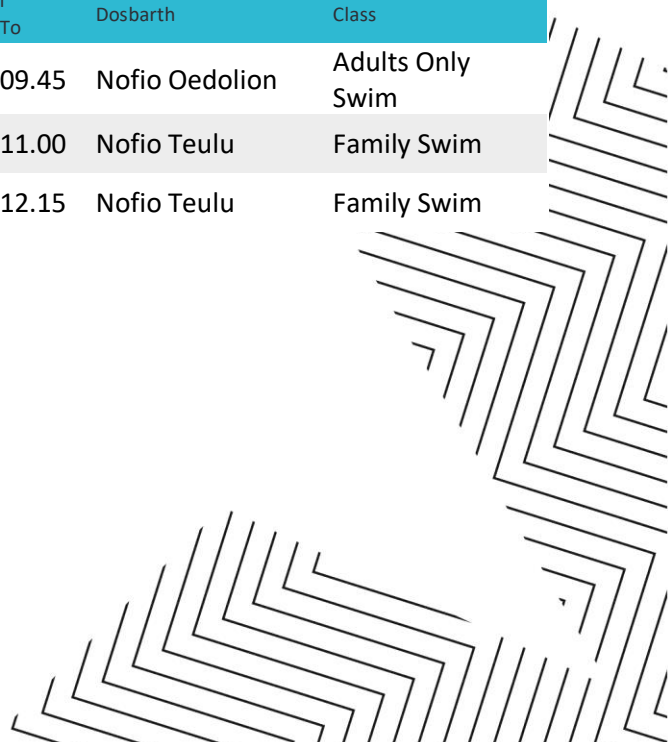 To Dosbarth Class
09.45 Nofio Oedolion Adults Only
Swim
11.00 Nofio Teulu Family Swim
12.15 Nofio Teulu Family Swim